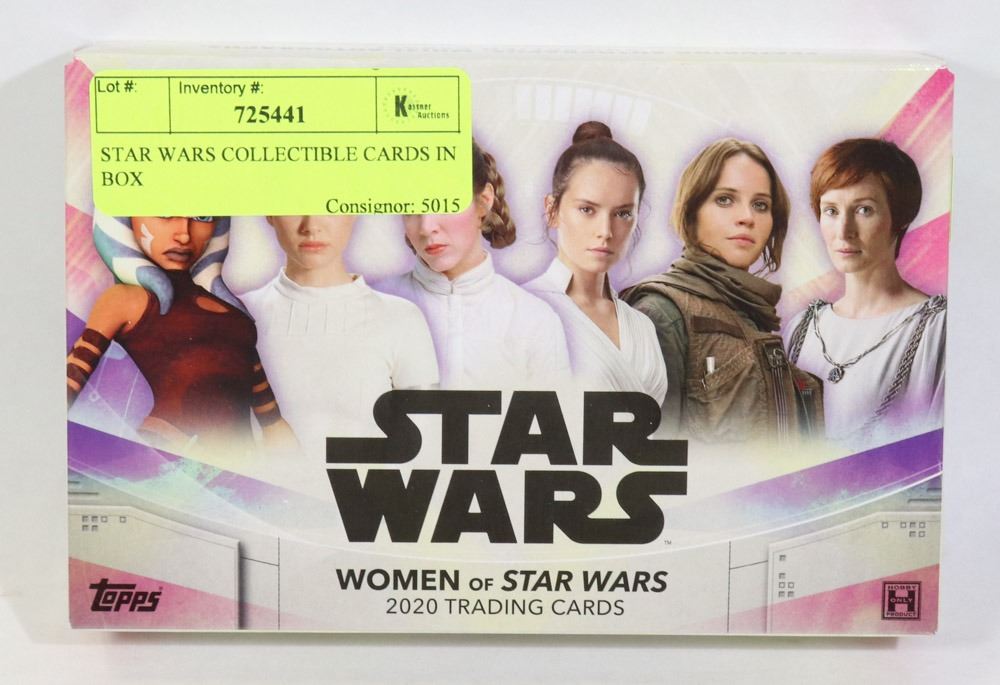 Lot #:
Inventory #:
725441
Kastner
Auctions
STAR WARS COLLECTIBLE CARDS IN
BOX
Consignor: 5015
STAR
WARS
TM
WOMEN OF STAR WARS
2020 TRADING CARDS
TOPPS
HOBBY
H
ONLY
PRODUCT